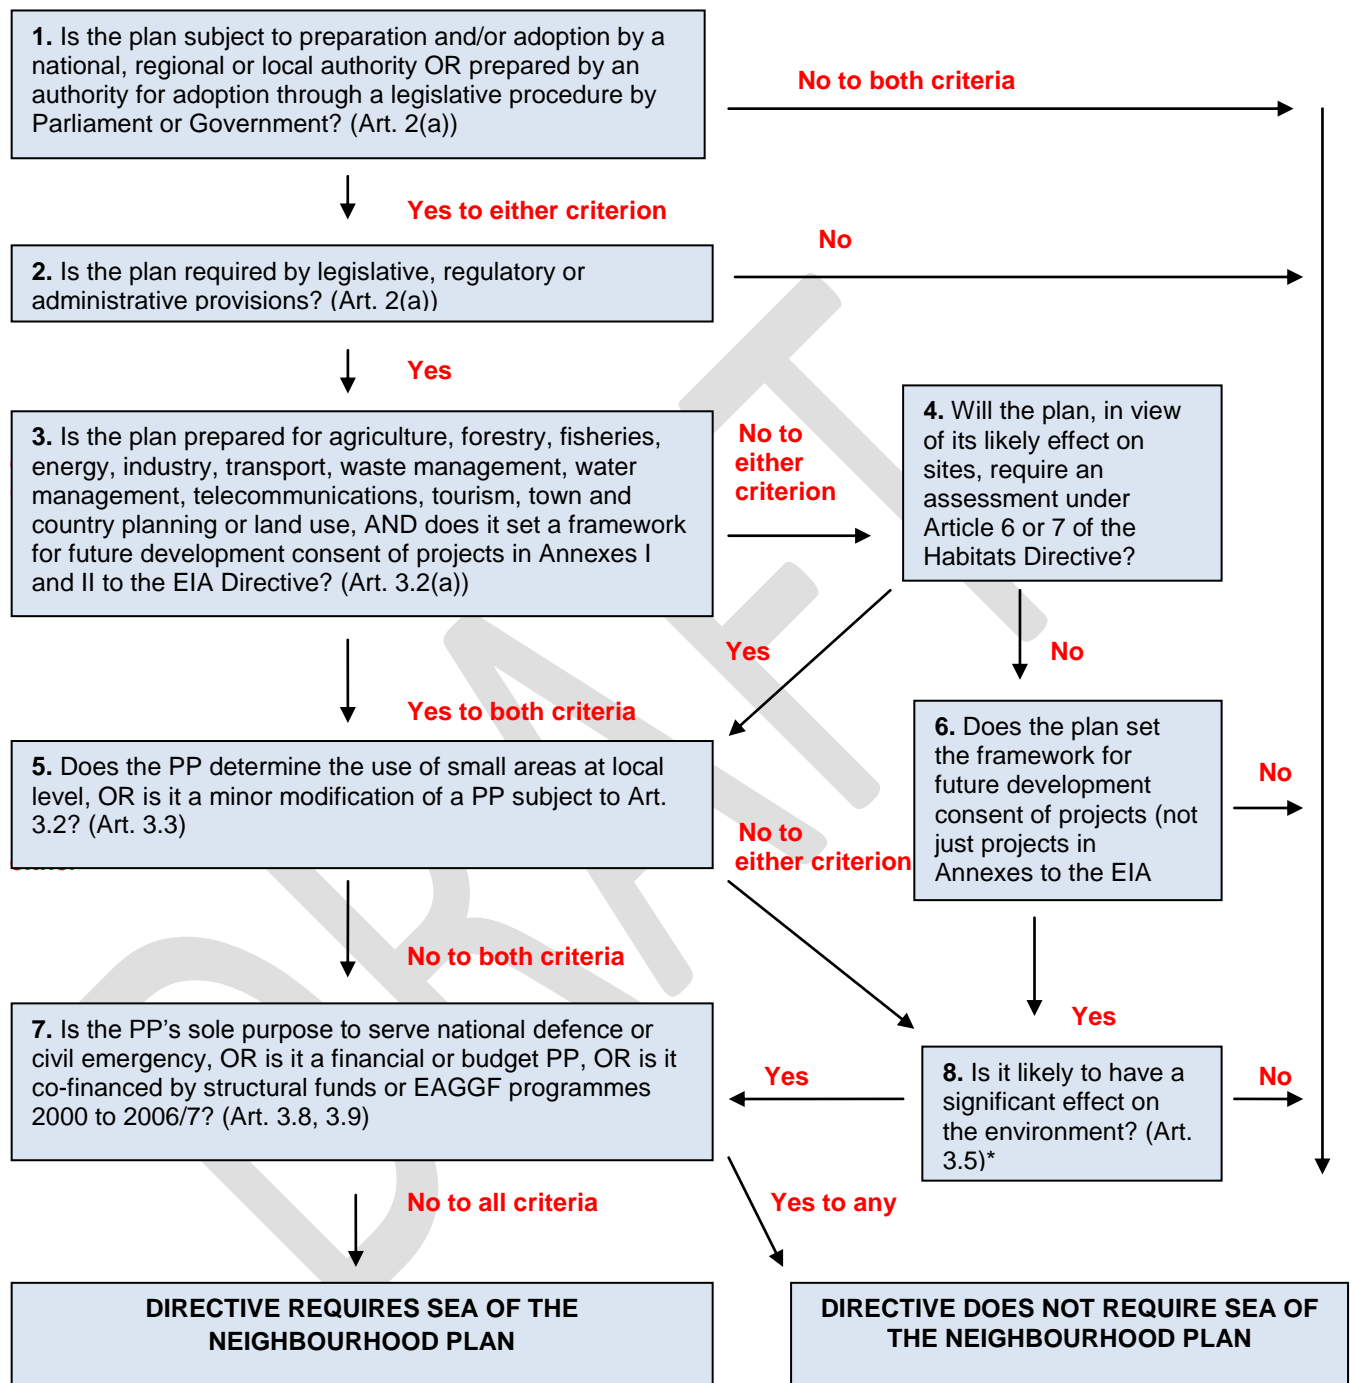 1. Is the plan subject to preparation and/or adoption by a
national, regional or local authority OR prepared by an
authority for adoption through a legislative procedure by
Parliament or Government? (Art. 2(a))
No to both criteria
Yes to either criterion
No
2. Is the plan required by legislative, regulatory or
administrative provisions? (Art. 2(a))
Yes
3. Is the plan prepared for agriculture, forestry, fisheries,
energy, industry, transport, waste management, water
management, telecommunications, tourism, town and
country planning or land use, AND does it set a framework
for future development consent of projects in Annexes I
and II to the EIA Directive? (Art. 3.2(a))
No to
either
criterion
4. Will the plan, in view
of its likely effect on
sites, require an
assessment under
Article 6 or 7 of the
Habitats Directive?
Yes
No
Yes to both criteria
5. Does the PP determine the use of small areas at local
level, OR is it a minor modification of a PP subject to Art.
3.2? (Art. 3.3)
No to
either criterion
6. Does the plan set
the framework for
future development
consent of projects (not
just projects in
Annexes to the EIA
No
No to both criteria
Yes
7. Is the PP’s sole purpose to serve national defence or
civil emergency, OR is it a financial or budget PP, OR is it
co-financed by structural funds or EAGGF programmes
2000 to 2006/7? (Art. 3.8, 3.9)
Yes
8. Is it likely to have a
significant effect on
the environment? (Art.
3.5)*
No
No to all criteria
Yes to any
DIRECTIVE REQUIRES SEA OF THE
NEIGHBOURHOOD PLAN
DIRECTIVE DOES NOT REQUIRE SEA OF
THE NEIGHBOURHOOD PLAN
DRAFT